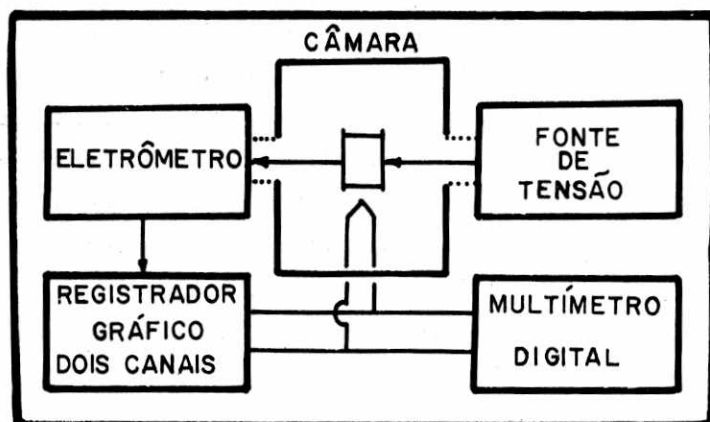 CÂMARA
ELETRÔMETRO
FONTE
DE
TENSÃO
REGISTRADOR
GRÁFICO
DOIS CANAIS
MULTÍMETRO
DIGITAL